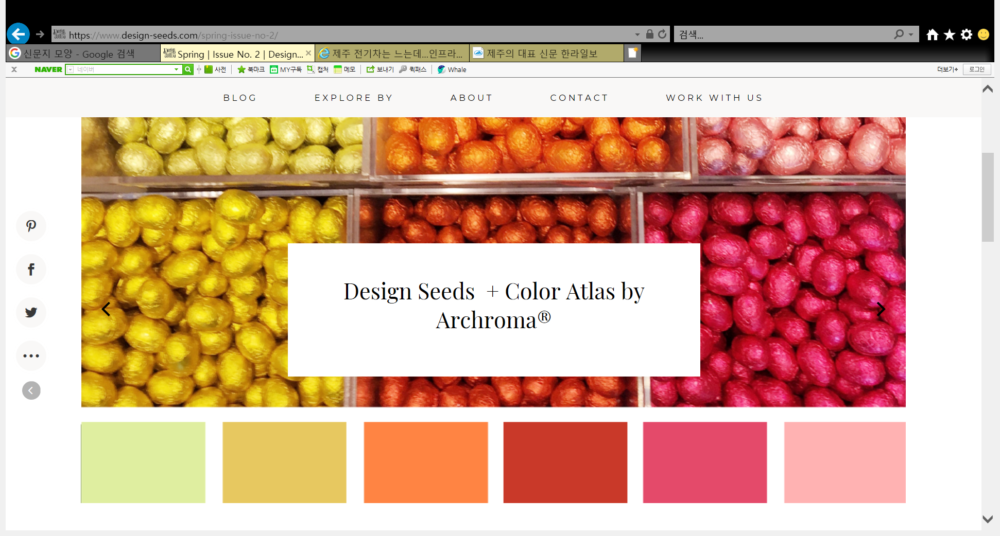 https://www.design-seeds.com/spring-issue-no-2/
검색...
신문지 모양 - Google 검색
Spring | Issue No. 2 | Design...
제주 전기차는 느는데...인프라...
제주의 대표 신문 한라일보
X
NAVER
네이버
사전
북마크
MY구독
캡처
메모
보내기
퀵패스
Whale
더보기+
로그인
BLOG
EXPLORE BY
ABOUT
CONTACT
WORK WITH US
Design Seeds + Color Atlas by
Archroma®